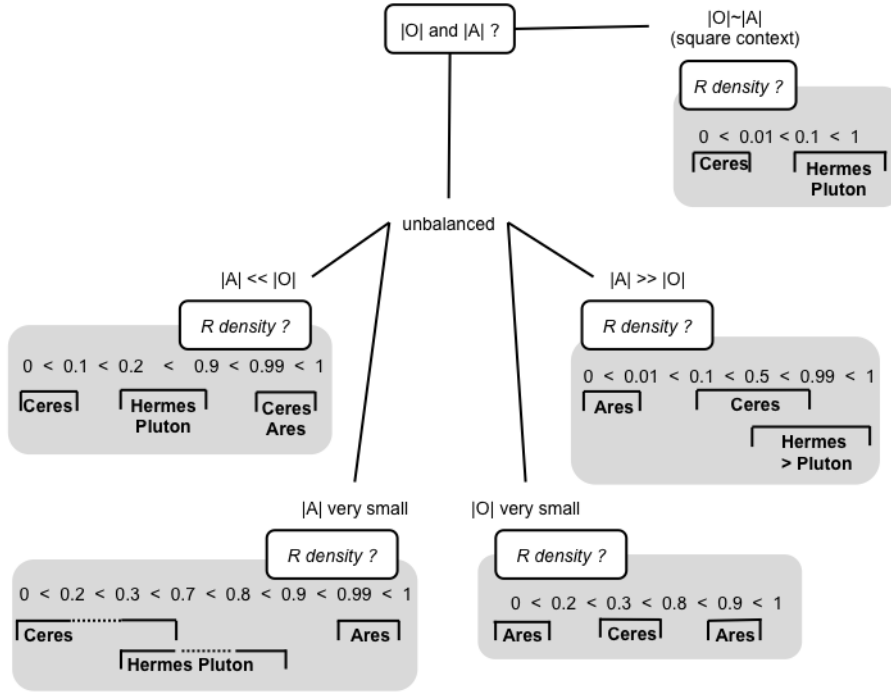 |O| and |A| ?
|O|~|A|
(square context)
R density ?
0 < 0.01 < 0.1 < 1
Ceres
Hermes
Pluton
unbalanced
|A| << |O|
R density ?
0 < 0.1 < 0.2 < 0.9 < 0.99 < 1
Ceres
Hermes
Pluton
Ceres
Ares
|A| >> |O|
R density ?
0 < 0.01 < 0.1 < 0.5 < 0.99 < 1
Ares
Ceres
Hermes
> Pluton
|A| very small
R density ?
0 < 0.2 < 0.3 < 0.7 < 0.8 < 0.9 < 0.99 < 1
Ceres
Ares
Hermes Pluton
|O| very small
R density ?
0 < 0.2 < 0.3 < 0.8 < 0.9 < 1
Ares
Ceres
Ares